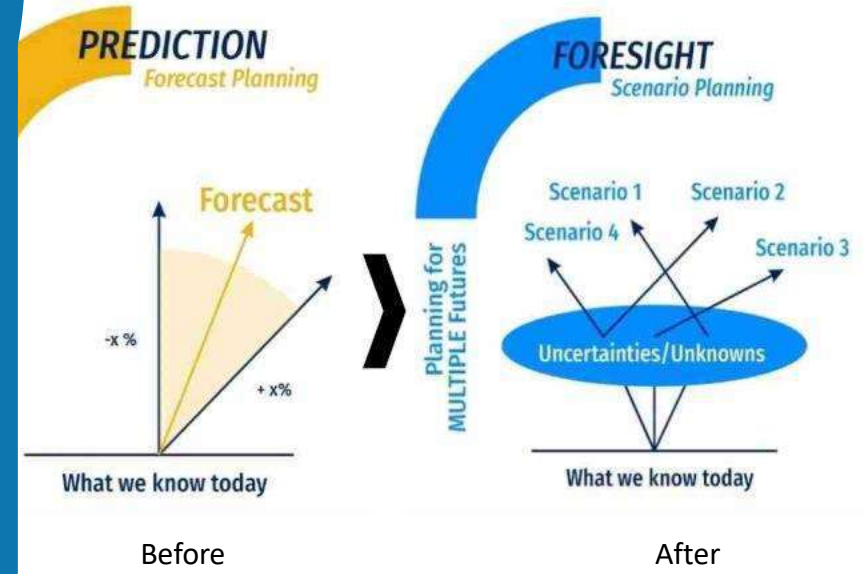 PREDICTION
Forecast Planning
Forecast
-x %
+ x%
What we know today
Before
FORESIGHT
Scenario Planning
Planning for
MULTIPLE Futures
Scenario 1
Scenario 2
Scenario 4
Scenario 3
Uncertainties/Unknowns
What we know today
After